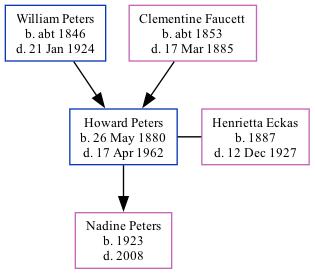 William Peters
b. abt 1846
d. 21 Jan 1924
Clementine Faucett
b. abt 1853
d. 17 Mar 1885
Howard Peters
b. 26 May 1880
d. 17 Apr 1962
Henrietta Eckas
b. 1887
d. 12 Dec 1927
Nadine Peters
b. 1923
d. 2008